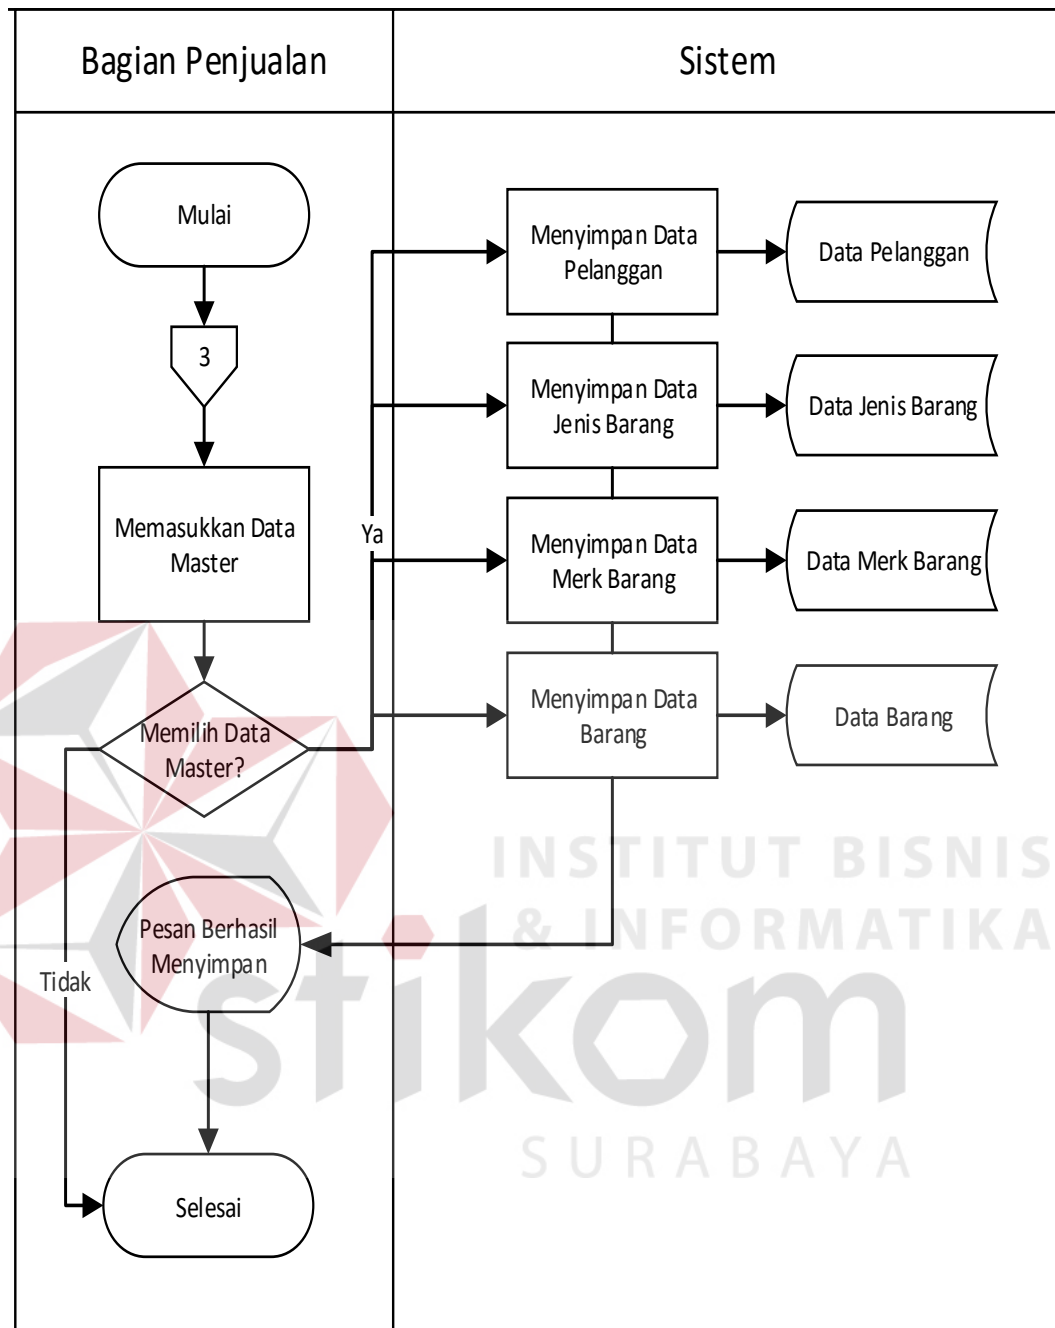 Bagian Penjualan
Sistem
Mulai
3
Memasukkan Data
Master
Memilih Data
Master?
Ya
Tidak
Pesan Berhasil
Menyimpan
Selesai
Menyimpan Data
Pelanggan
Data Pelanggan
Menyimpan Data
Jenis Barang
Data Jenis Barang
Menyimpan Data
Merk Barang
Data Merk Barang
Menyimpan Data
Barang
Data Barang
INSTITUT BISNIS
& INFORMATIKA
stikom
SURABAYA